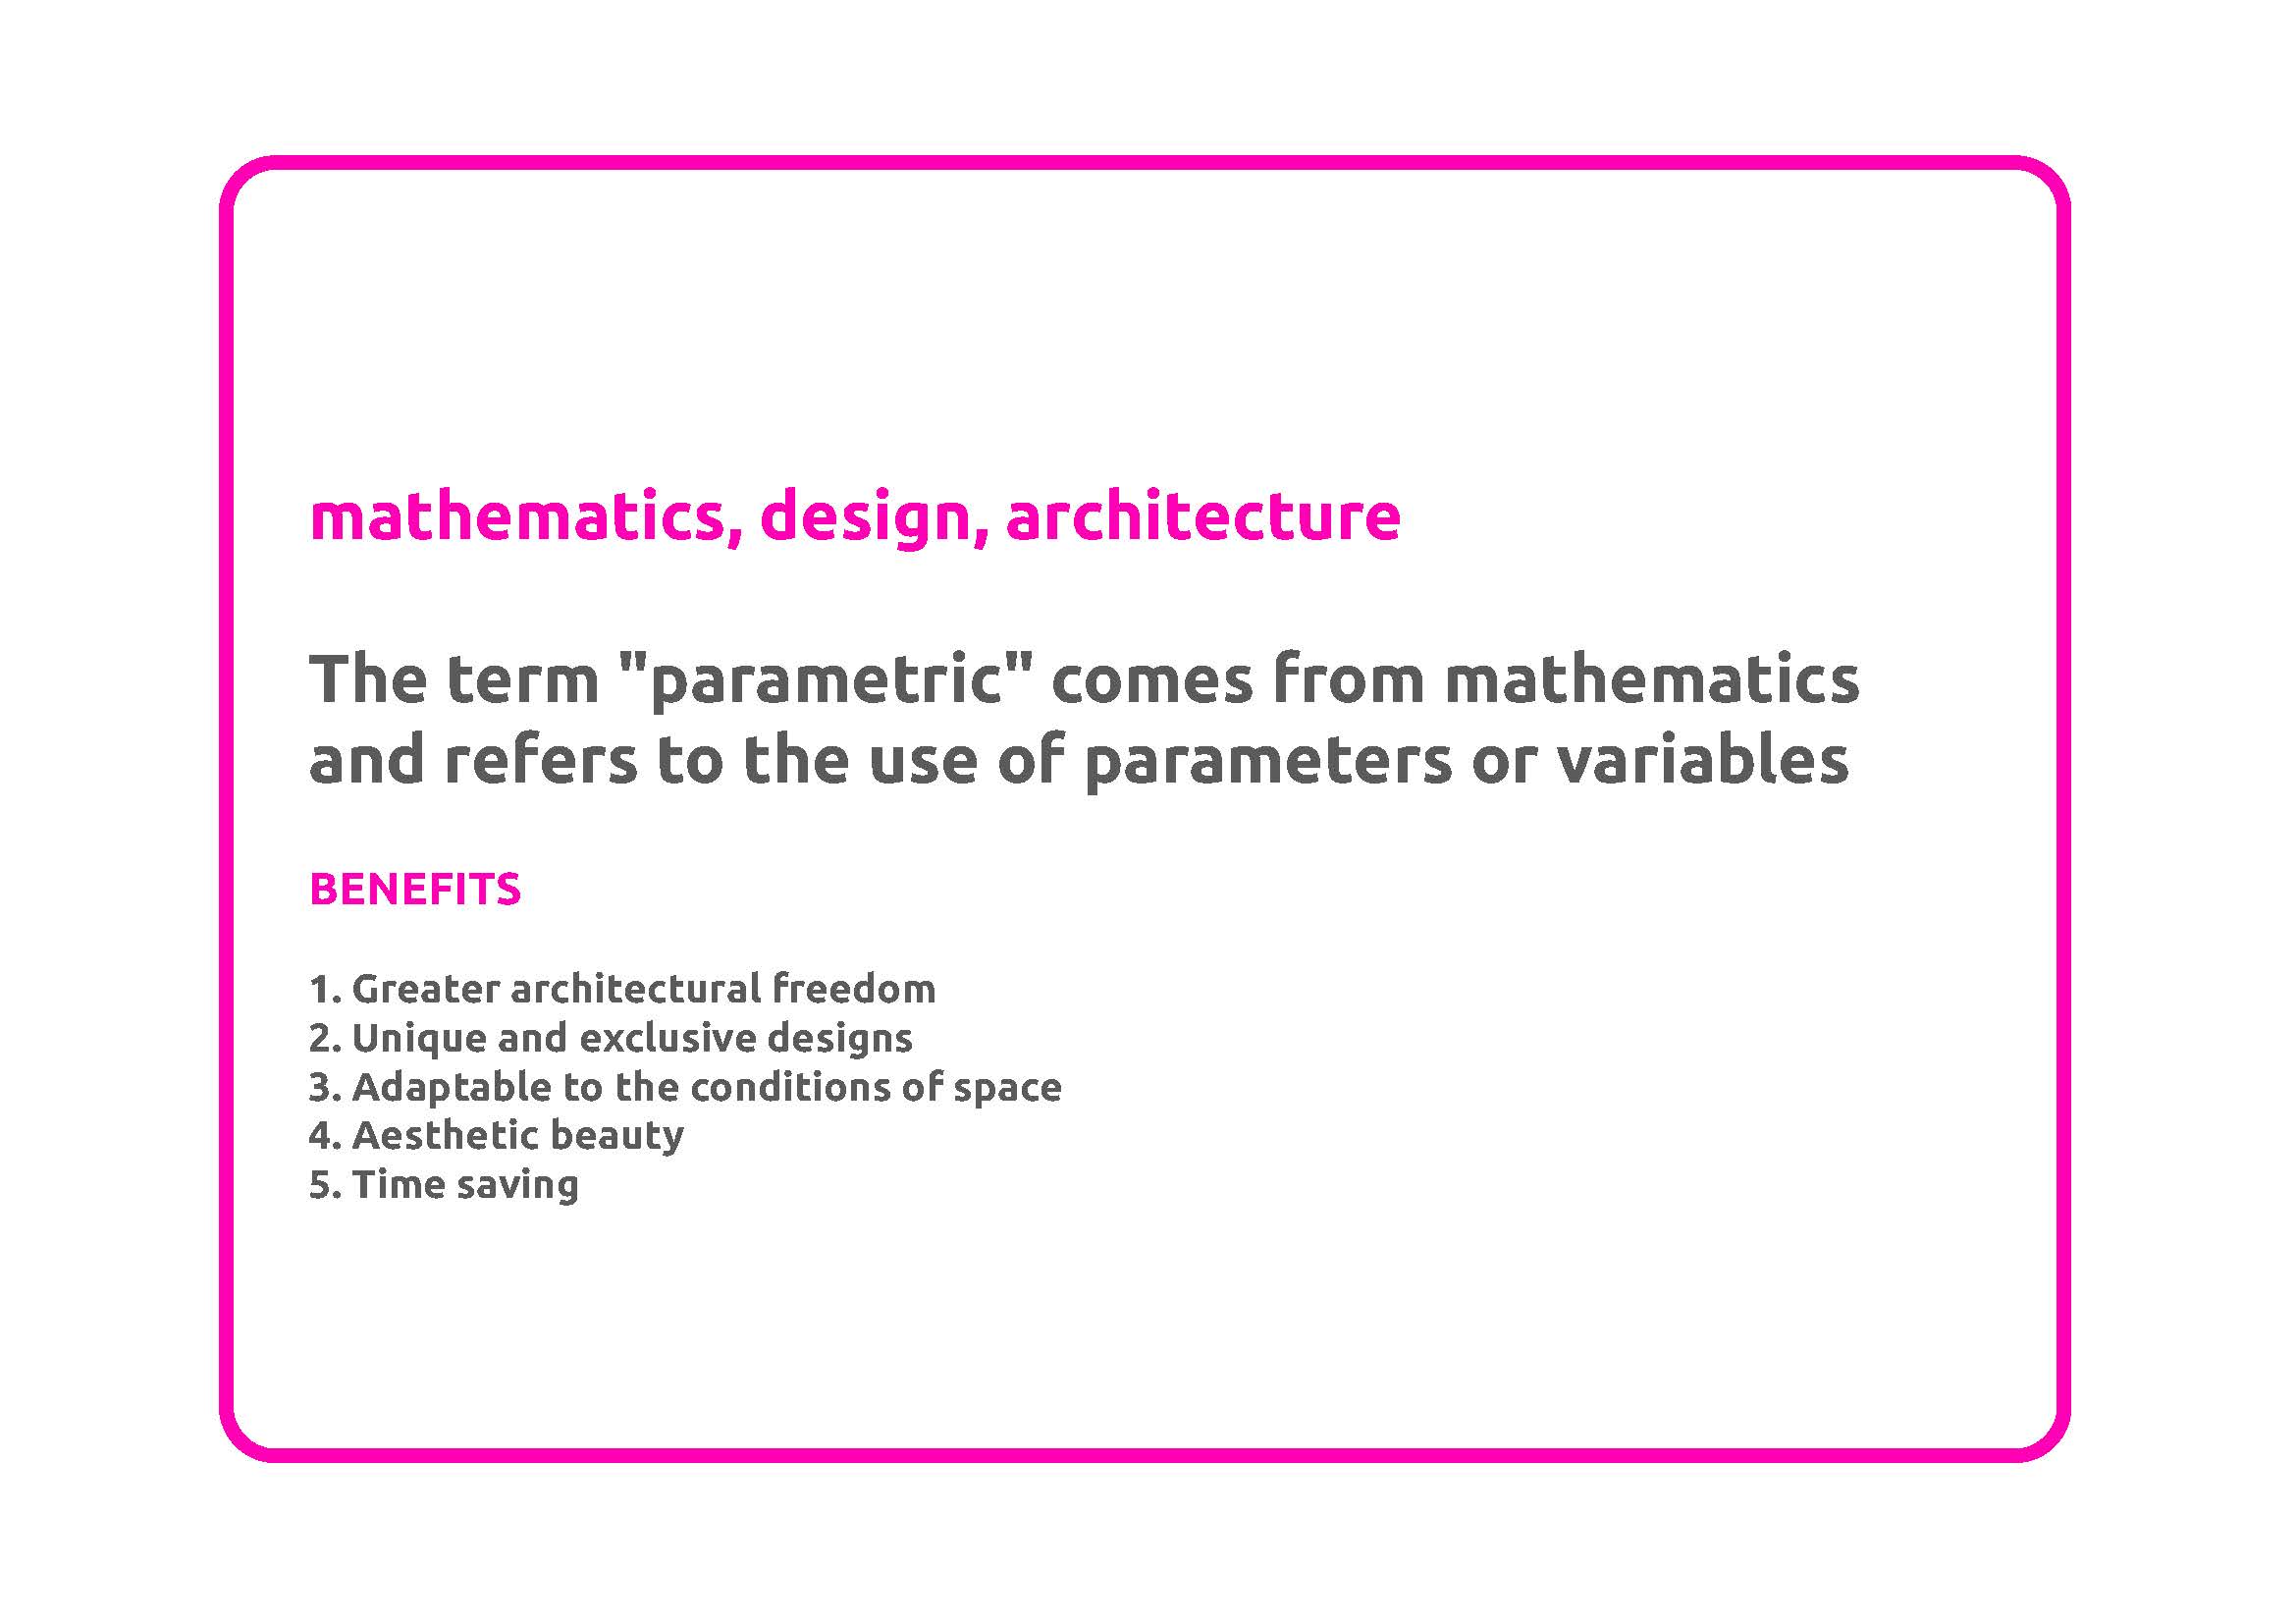 mathematics, design, architecture
The term "parametric" comes from mathematics
and refers to the use of parameters or variables
BENEFITS
1. Greater architectural freedom
2. Unique and exclusive designs
3. Adaptable to the conditions of space
4. Aesthetic beauty
5. Time saving